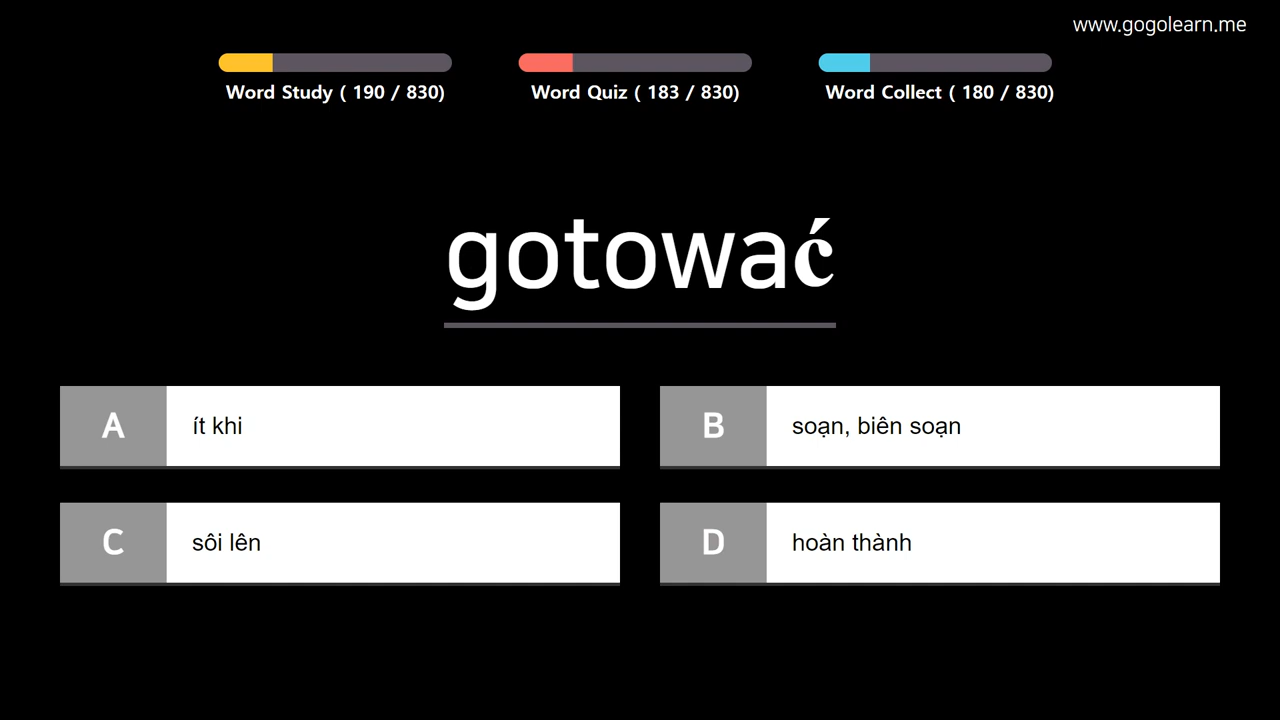 www.gogolearn.me
Word Study ( 190 / 830)
Word Quiz ( 183 / 830)
Word Collect ( 180 / 830)
gotować
A
ít khi
B
soạn, biên soạn
C
sôi lên
D
hoàn thành